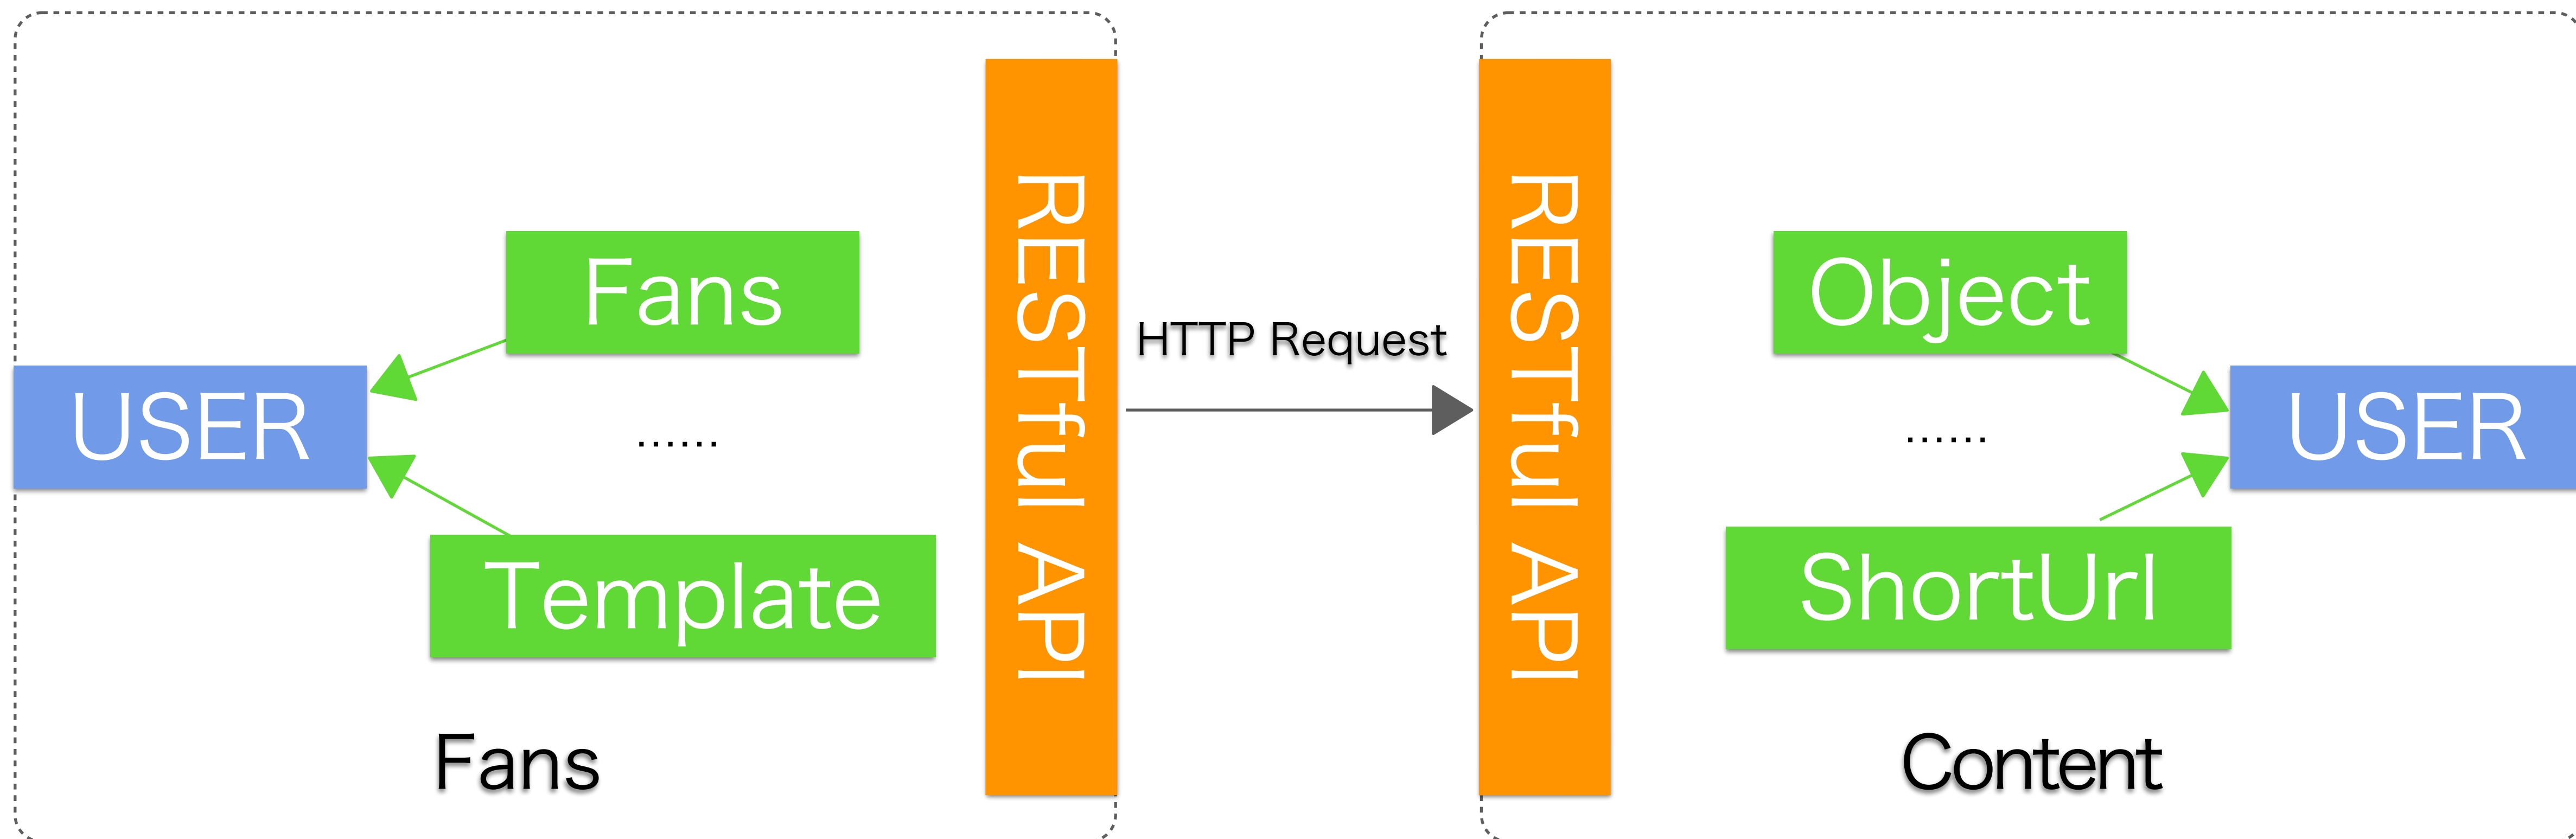 Fans
USER
......
Template
Fans
RESTful API
HTTP Request
RESTful API
Object
......
USER
ShortUrl
Content